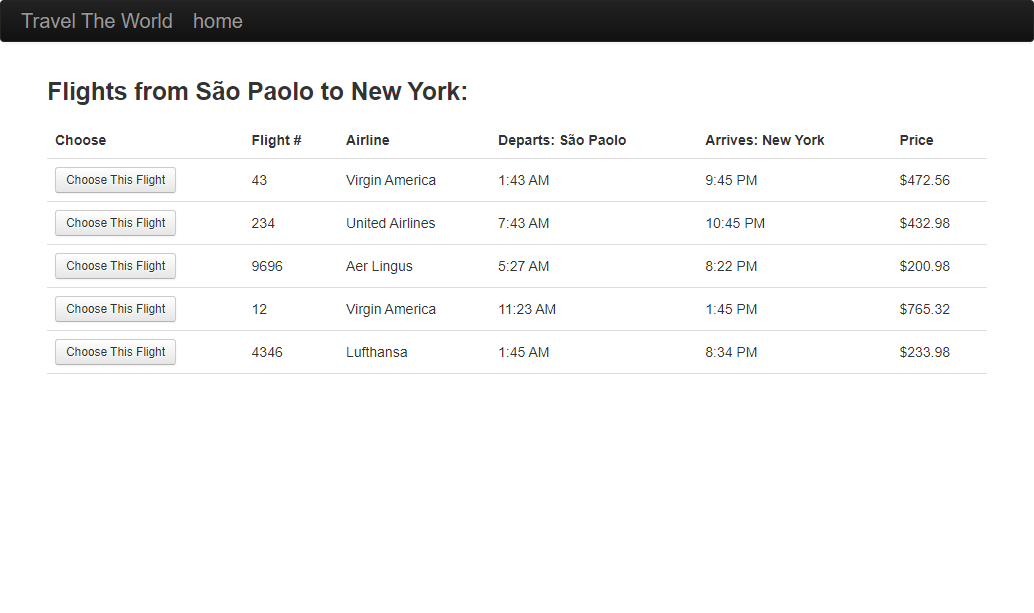 Travel The World home
Flights from São Paolo to New York:
Choose Flight # Airline Departs: São Paolo Arrives: New York Price
Choose This Flight 43 Virgin America 1:43 AM 9:45 PM $472.56
Choose This Flight 234 United Airlines 7:43 AM 10:45 PM $432.98
Choose This Flight 9696 Aer Lingus 5:27 AM 8:22 PM $200.98
Choose This Flight 12 Virgin America 11:23 AM 1:45 PM $765.32
Choose This Flight 4346 Lufthansa 1:45 AM 8:34 PM $233.98